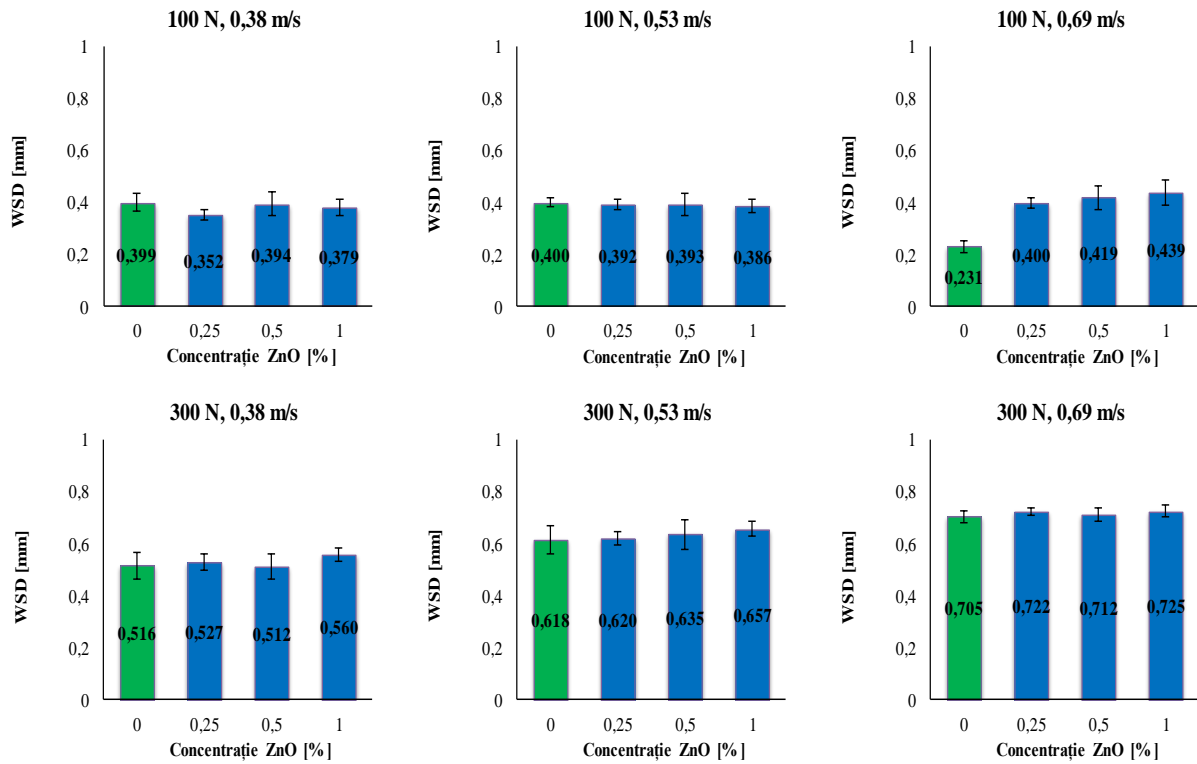 100 N, 0,38 m/s
1
0,8
0,6
0,4
0,2
0
WSD [mm]
0,399
0,352
0,394
0,379
0 0,25 0,5 1
Concentrație ZnO [%]
100 N, 0,53 m/s
1
0,8
0,6
0,4
0,2
0
WSD [mm]
0,400
0,392
0,393
0,386
0 0,25 0,5 1
Concentrație ZnO [%]
100 N, 0,69 m/s
1
0,8
0,6
0,4
0,2
0
WSD [mm]
0,231
0,400
0,419
0,439
0 0,25 0,5 1
Concentrație ZnO [%]
300 N, 0,38 m/s
1
0,8
0,6
0,4
0,2
0
WSD [mm]
0,516
0,527
0,512
0,560
0 0,25 0,5 1
Concentrație ZnO [%]
300 N, 0,53 m/s
1
0,8
0,6
0,4
0,2
0
WSD [mm]
0,618
0,620
0,635
0,657
0 0,25 0,5 1
Concentrație ZnO [%]
300 N, 0,69 m/s
1
0,8
0,6
0,4
0,2
0
WSD [mm]
0,705
0,722
0,712
0,725
0 0,25 0,5 1
Concentrație ZnO [%]